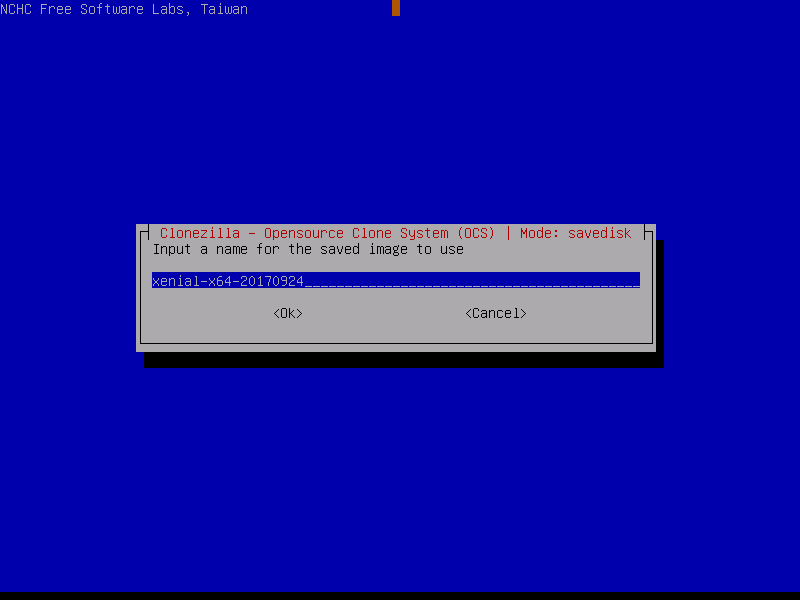 NCHC Free Software Labs, Taiwan
Clonezilla - Opensource Clone System (OCS) | Mode: savedisk
Input a name for the saved image to use
xenial-x64-20170924__________________________________________
<Ok> <Cancel>